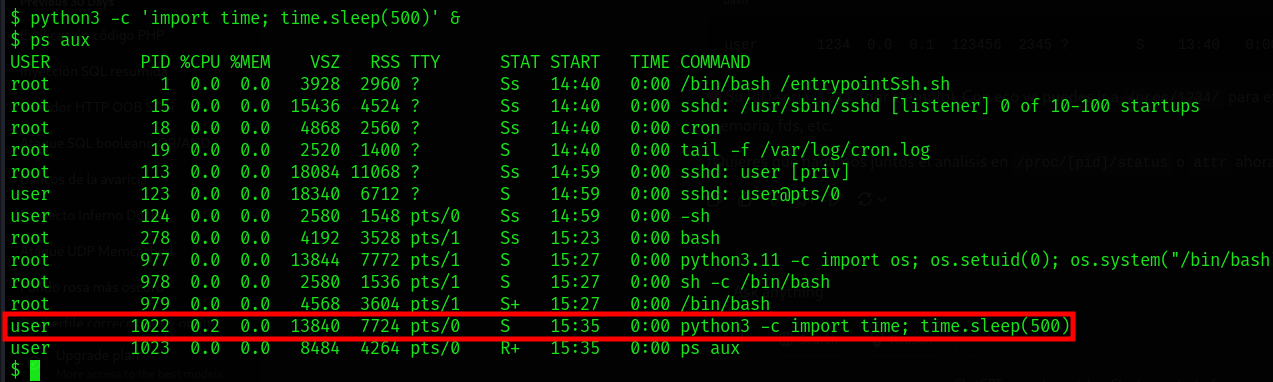 $ python3 -c 'import time; time.sleep(500)' &
$ ps aux
USER         PID %CPU %MEM    VSZ   RSS TTY      STAT START   TIME COMMAND
root           1  0.0  0.0   3928  2960 ?        Ss   14:40   0:00 /bin/bash /entrypointSsh.sh
root          15  0.0  0.0  15436  4524 ?        Ss   14:40   0:00 sshd: /usr/sbin/sshd [listener] 0 of 10-100 startups
root          18  0.0  0.0   4868  2560 ?        Ss   14:40   0:00 cron
root          19  0.0  0.0   2520  1400 ?        S    14:40   0:00 tail -f /var/log/cron.log
root         113  0.0  0.0  18084 11068 ?        Ss   14:59   0:00 sshd: user [priv]
user         123  0.0  0.0  18340  6712 ?        S    14:59   0:00 sshd: user@pts/0
user         124  0.0  0.0   2580  1548 pts/0    Ss   14:59   0:00 -sh
root         278  0.0  0.0   4192  3528 pts/1    Ss   15:23   0:00 bash
root         977  0.0  0.0  13844  7772 pts/1    S    15:27   0:00 python3.11 -c import os; os.setuid(0); os.system("/bin/bash
root         978  0.0  0.0   2580  1536 pts/1    S    15:27   0:00 sh -c /bin/bash
root         979  0.0  0.0   4568  3604 pts/1    S+   15:27   0:00 /bin/bash
user        1022  0.2  0.0  13840  7724 pts/0    S    15:35   0:00 python3 -c import time; time.sleep(500)
user        1023  0.0  0.0   8484  4264 pts/0    R+   15:35   0:00 ps aux
$